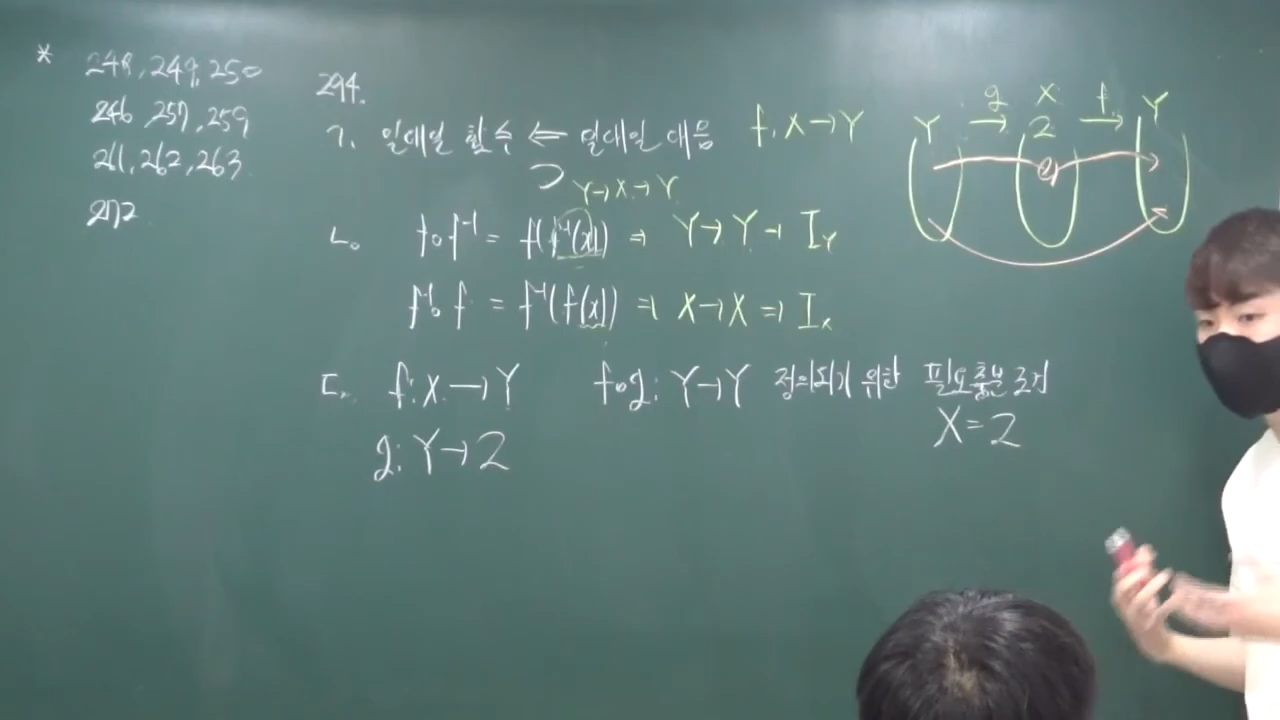 * 248, 249, 250
246, 257, 259
261, 262, 263
272
294.
ㄱ. 일대일 함수 ⇐ 일대일 대응 f: X→Y
⊃ Y→X→Y
ㄴ. f∘f⁻¹ = f(f⁻¹(x)) ⇒ Y→Y → I_Y
f⁻¹∘f = f⁻¹(f(x)) ⇒ X→X ⇒ I_X
ㄷ. f: X→Y f∘g: Y→Y 정의되기 위한 필요충분조건
g: Y→Z X=Z
g X f Y
Y → Z →